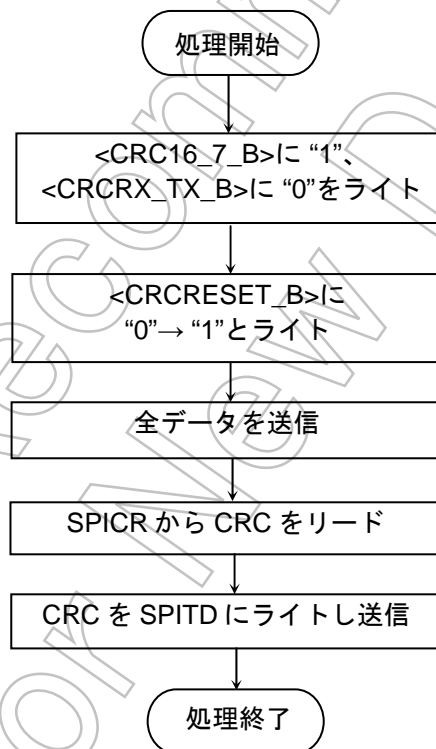 処理開始
<CRC16_7_B>に “1”、
<CRCRX_TX_B>に “0”をライト
<CRCRESET_B>に
“0”→ “1”とライト
全データを送信
SPICR から CRC をリード
CRC を SPITD にライトし送信
処理終了